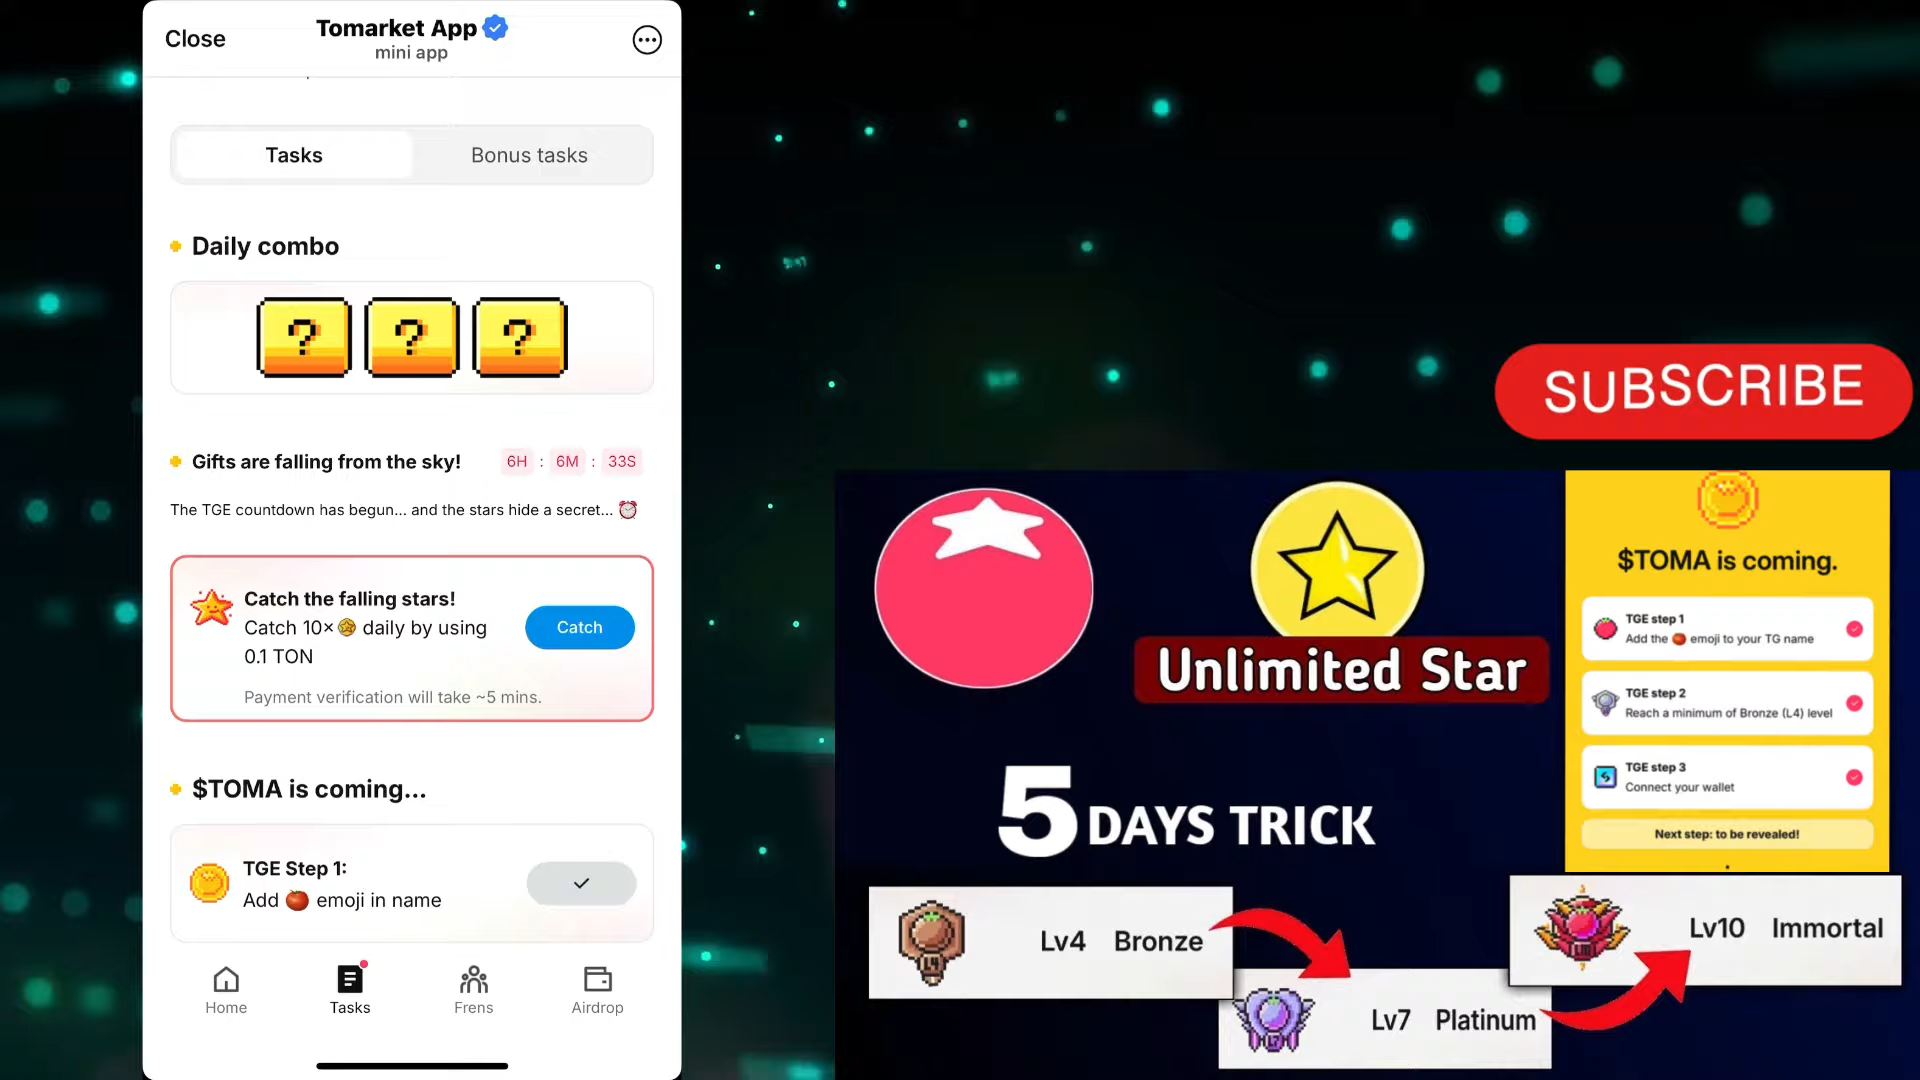 Close
Tomarket App
mini app
Tasks
Bonus tasks
Daily combo
? ? ?
Gifts are falling from the sky!
6H : 6M : 33S
The TGE countdown has begun... and the stars hide a secret...
Catch the falling stars!
Catch 10× daily by using
0.1 TON
Catch
Payment verification will take ~5 mins.
$TOMA is coming...
TGE Step 1:
Add emoji in name
Home
Tasks
Frens
Airdrop
SUBSCRIBE
Unlimited Star
5 DAYS TRICK
$TOMA is coming.
TGE step 1
Add the emoji to your TG name
TGE step 2
Reach a minimum of Bronze (L4) level
TGE step 3
Connect your wallet
Next step: to be revealed!
L4
Lv4 Bronze
Lv7 Platinum
Lv10 Immortal